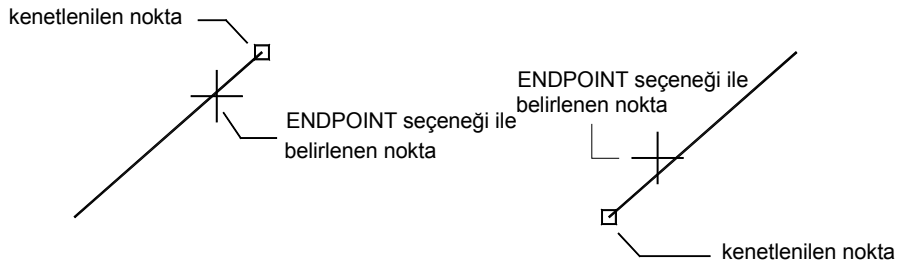 kenetlenilen nokta
ENDPOINT seçeneği ile
belirlenen nokta
ENDPOINT seçeneği ile
belirlenen nokta
kenetlenilen nokta